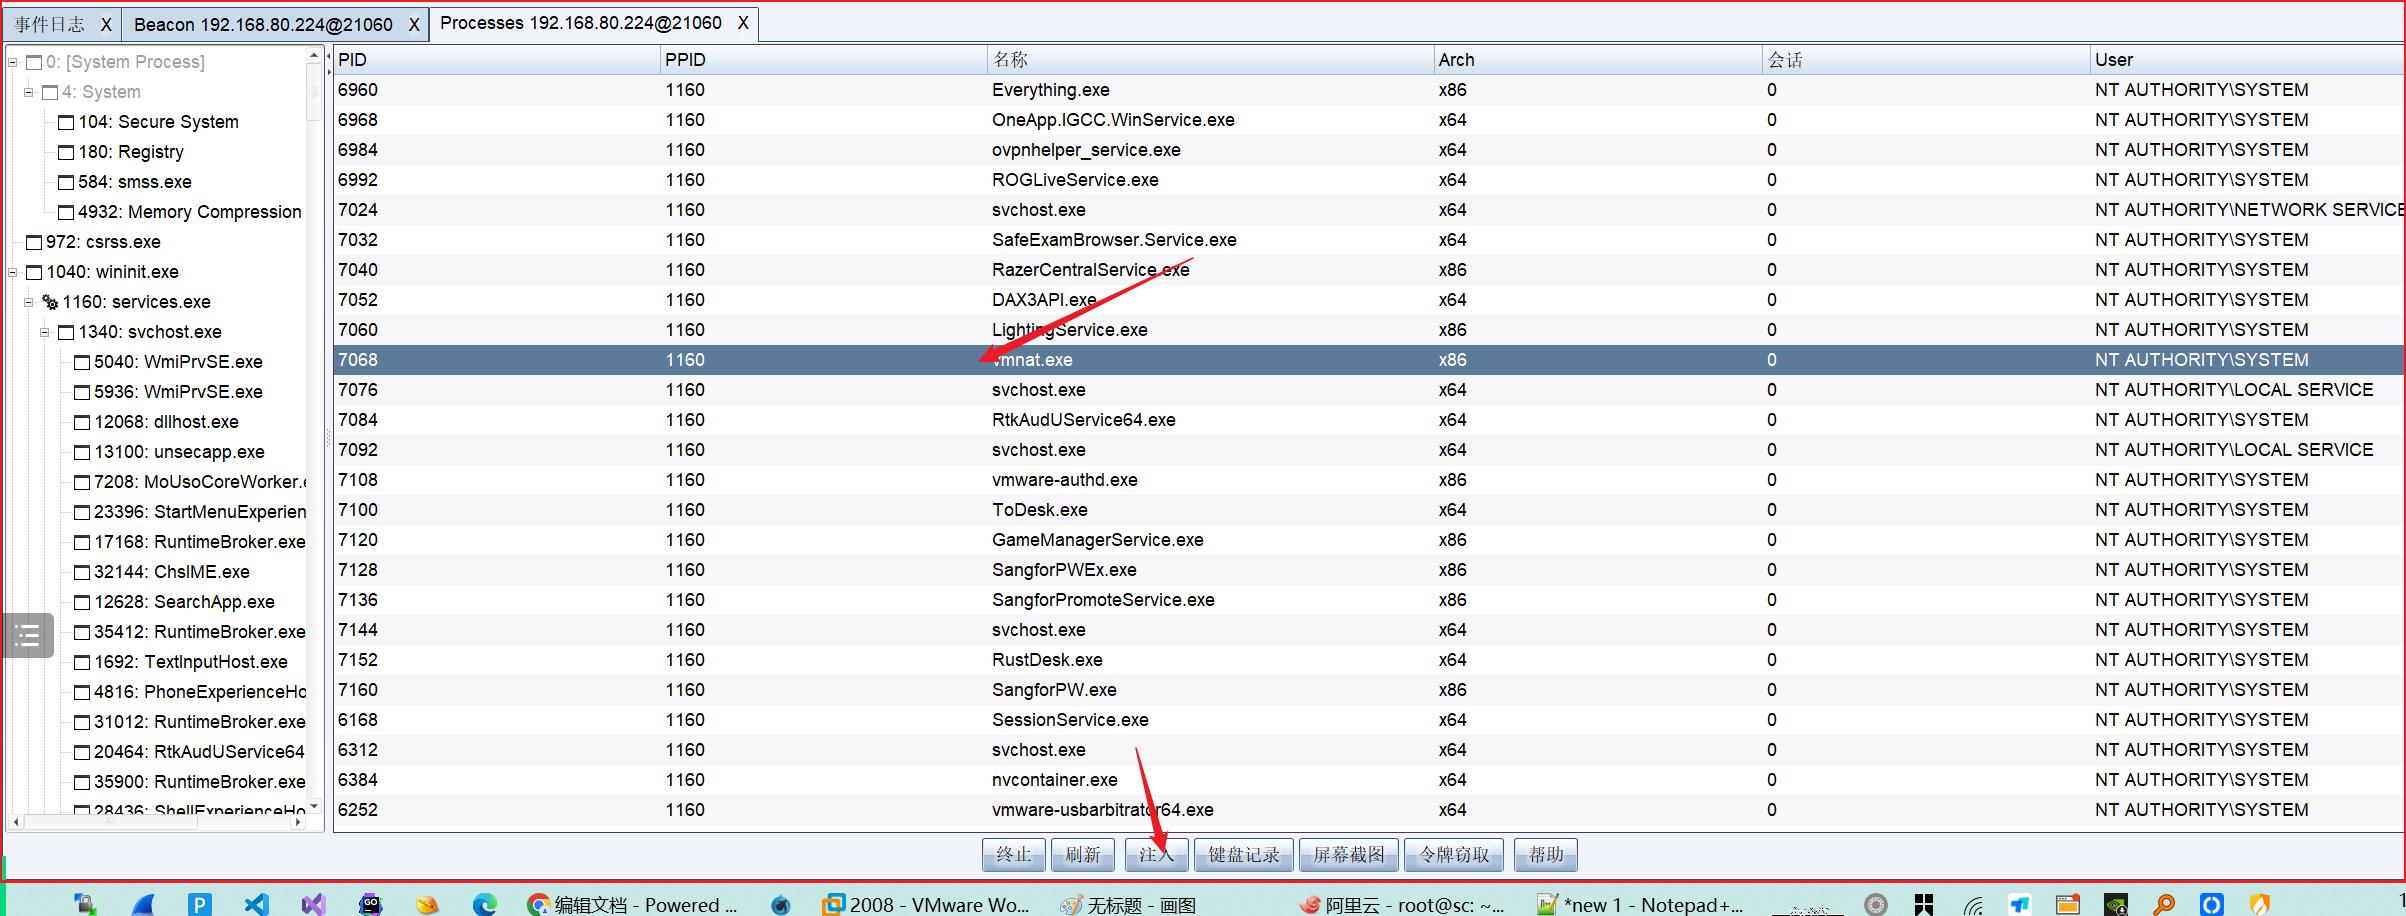 事件日志 X Beacon 192.168.80.224@21060 X Processes 192.168.80.224@21060 X
0: [System Process]
4: System
104: Secure System
180: Registry
584: smss.exe
4932: Memory Compression
972: csrss.exe
1040: wininit.exe
1160: services.exe
1340: svchost.exe
5040: WmiPrvSE.exe
5936: WmiPrvSE.exe
12068: dllhost.exe
13100: unsecapp.exe
7208: MoUsoCoreWorker.e
23396: StartMenuExperien
17168: RuntimeBroker.exe
32144: ChsIME.exe
12628: SearchApp.exe
35412: RuntimeBroker.exe
1692: TextInputHost.exe
4816: PhoneExperienceHo
31012: RuntimeBroker.exe
20464: RtkAudUService64
35900: RuntimeBroker.exe
28436: ShellExperienceHo
PID PPID 名称 Arch 会话 User
6960 1160 Everything.exe x86 0 NT AUTHORITY\SYSTEM
6968 1160 OneApp.IGCC.WinService.exe x64 0 NT AUTHORITY\SYSTEM
6984 1160 ovpnhelper_service.exe x64 0 NT AUTHORITY\SYSTEM
6992 1160 ROGLiveService.exe x64 0 NT AUTHORITY\SYSTEM
7024 1160 svchost.exe x64 0 NT AUTHORITY\NETWORK SERVICE
7032 1160 SafeExamBrowser.Service.exe x64 0 NT AUTHORITY\SYSTEM
7040 1160 RazerCentralService.exe x86 0 NT AUTHORITY\SYSTEM
7052 1160 DAX3API.exe x64 0 NT AUTHORITY\SYSTEM
7060 1160 LightingService.exe x86 0 NT AUTHORITY\SYSTEM
7068 1160 vmnat.exe x86 0 NT AUTHORITY\SYSTEM
7076 1160 svchost.exe x64 0 NT AUTHORITY\LOCAL SERVICE
7084 1160 RtkAudUService64.exe x64 0 NT AUTHORITY\SYSTEM
7092 1160 svchost.exe x64 0 NT AUTHORITY\LOCAL SERVICE
7108 1160 vmware-authd.exe x86 0 NT AUTHORITY\SYSTEM
7100 1160 ToDesk.exe x64 0 NT AUTHORITY\SYSTEM
7120 1160 GameManagerService.exe x86 0 NT AUTHORITY\SYSTEM
7128 1160 SangforPWEx.exe x86 0 NT AUTHORITY\SYSTEM
7136 1160 SangforPromoteService.exe x86 0 NT AUTHORITY\SYSTEM
7144 1160 svchost.exe x64 0 NT AUTHORITY\SYSTEM
7152 1160 RustDesk.exe x64 0 NT AUTHORITY\SYSTEM
7160 1160 SangforPW.exe x86 0 NT AUTHORITY\SYSTEM
6168 1160 SessionService.exe x64 0 NT AUTHORITY\SYSTEM
6312 1160 svchost.exe x64 0 NT AUTHORITY\SYSTEM
6384 1160 nvcontainer.exe x64 0 NT AUTHORITY\SYSTEM
6252 1160 vmware-usbarbitrator64.exe x64 0 NT AUTHORITY\SYSTEM
终止 刷新 注入 键盘记录 屏幕截图 令牌窃取 帮助
编辑文档 - Powered ... 2008 - VMware Wo... 无标题 - 画图 阿里云 - root@sc: ~... *new 1 - Notepad+...